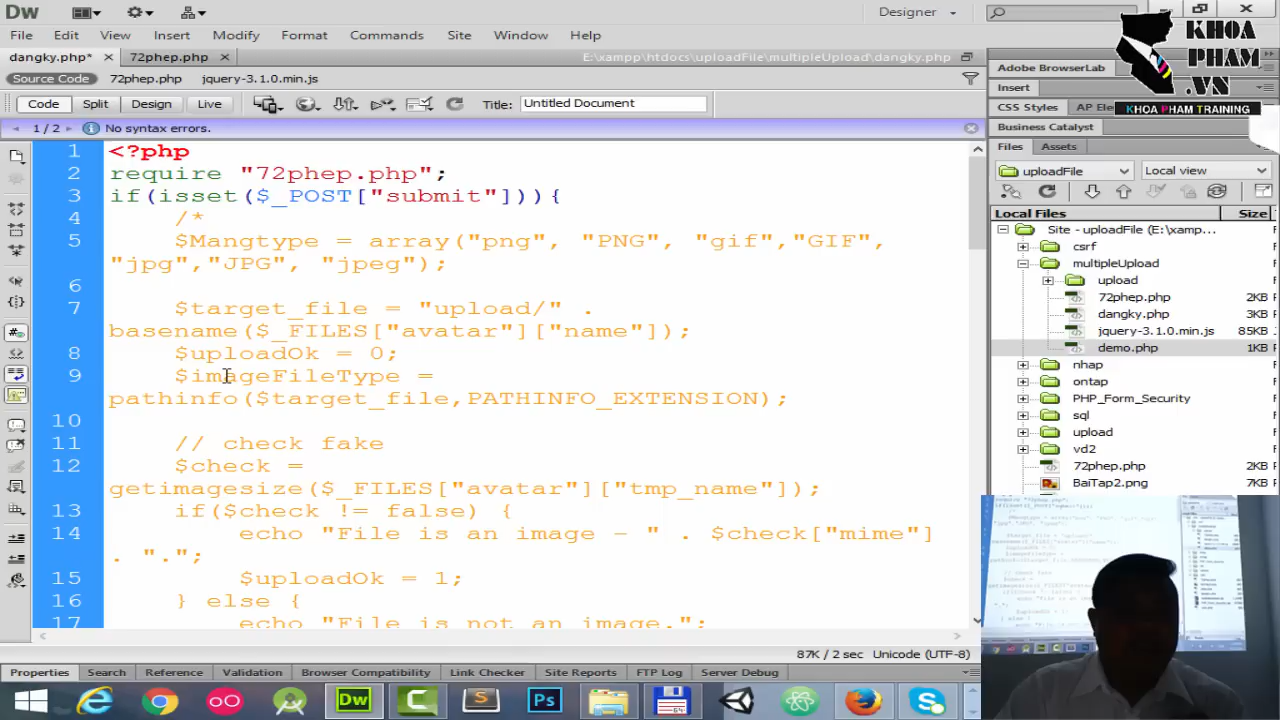 Dw
Designer
File Edit View Insert Modify Format Commands Site Window Help
KHOA
PHAM
.VN
KHOA PHAM TRAINING
dangky.php* 72phep.php E:\xampp\htdocs\uploadFile\multipleUpload\dangky.php
Source Code 72phep.php jquery-3.1.0.min.js
Code Split Design Live Title: Untitled Document
1 / 2 No syntax errors.
1 <?php
2 require "72phep.php";
3 if(isset($_POST["submit"])){
4 /*
5 $Mangtype = array("png", "PNG", "gif","GIF",
"jpg","JPG", "jpeg");
6
7 $target_file = "upload/" .
basename($_FILES["avatar"]["name"]);
8 $uploadOk = 0;
9 $imageFileType =
pathinfo($target_file,PATHINFO_EXTENSION);
10
11 // check fake
12 $check =
getimagesize($_FILES["avatar"]["tmp_name"]);
13 if($check != false) {
14 echo "File is an image - " . $check["mime"]
. ".";
15 $uploadOk = 1;
16 } else {
17 echo "File is not an image.";
87K / 2 sec Unicode (UTF-8)
Properties Search Reference Validation Browser Compatibility Link Checker Site Reports FTP Log Server Debug
Adobe BrowserLab
Insert
CSS Styles AP Ele
Business Catalyst
Files Assets
uploadFile Local view
Local Files Size
Site - uploadFile (E:\xamp...
csrf
multipleUpload
upload
72phep.php 2KB
dangky.php 3KB
jquery-3.1.0.min.js 85KB
demo.php 1KB
nhap
ontap
PHP_Form_Security
sql
upload
vd2
72phep.php 2KB
BaiTap2.png 7KB
Dw Ps